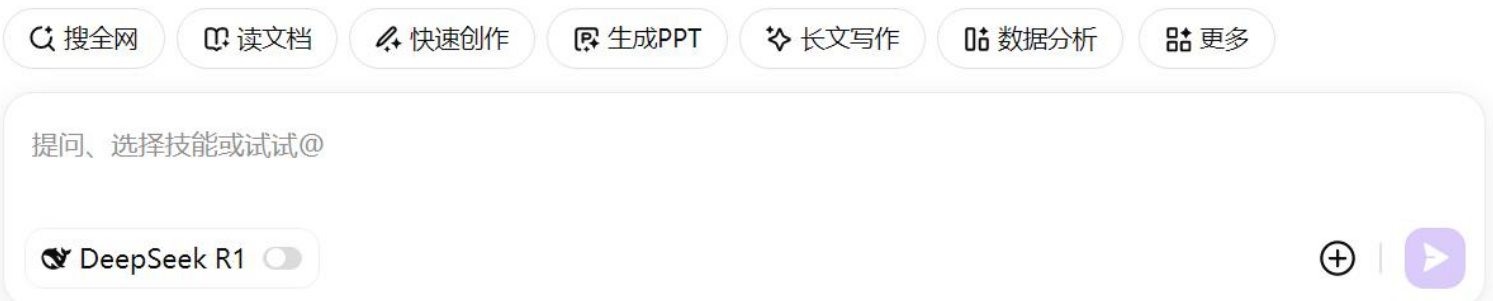 搜全网 读文档 快速创作 生成PPT 长文写作 数据分析 更多
提问、选择技能或试试@
DeepSeek R1